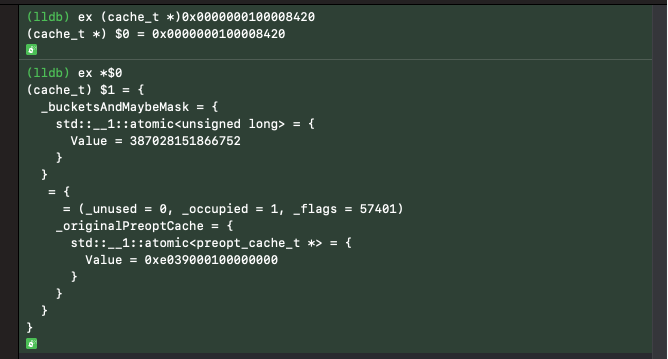 (lldb) ex (cache_t *)0x0000000100008420
(cache_t *) $0 = 0x0000000100008420
(lldb) ex *$0
(cache_t) $1 = {
  _bucketsAndMaybeMask = {
    std::__1::atomic<unsigned long> = {
      Value = 387028151866752
    }
  }
   = {
     = (_unused = 0, _occupied = 1, _flags = 57401)
    _originalPreoptCache = {
      std::__1::atomic<preopt_cache_t *> = {
        Value = 0xe039000100000000
      }
    }
  }
}